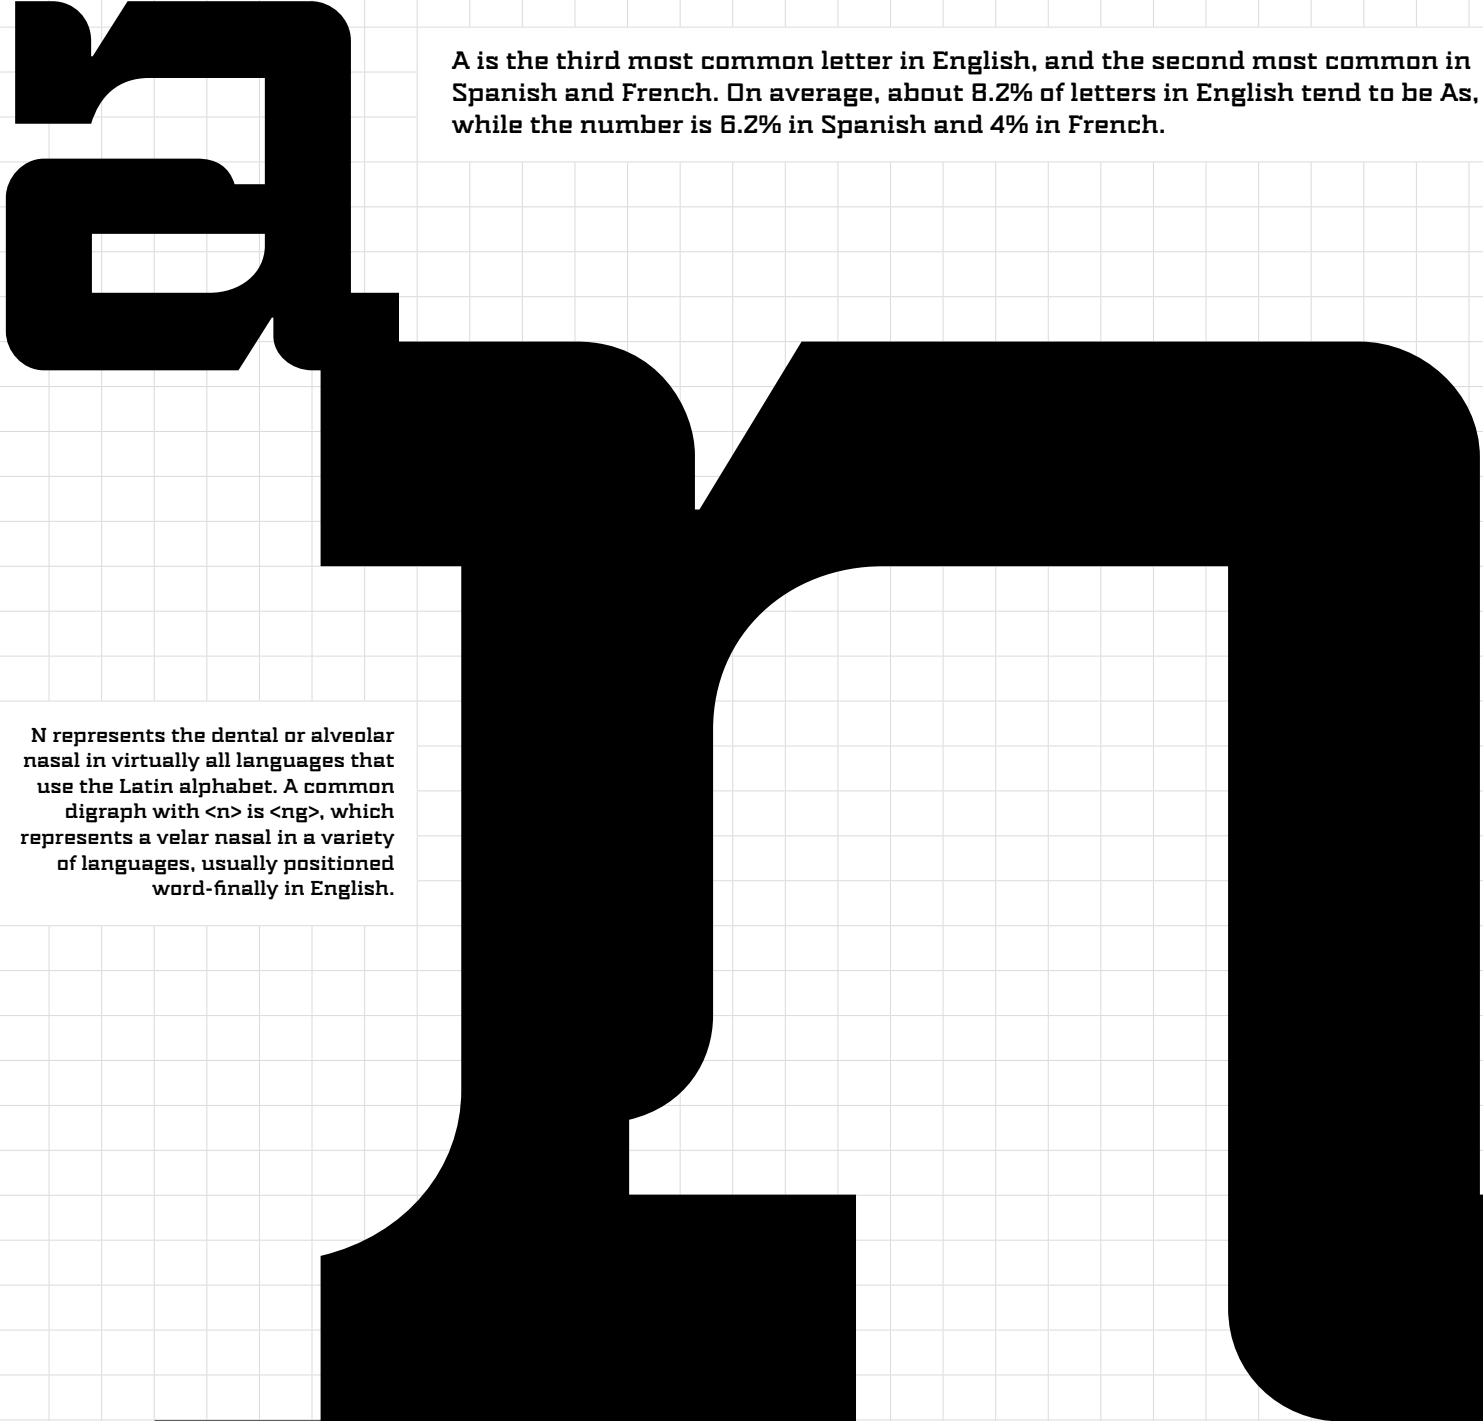 a
A is the third most common letter in English, and the second most common in
Spanish and French. On average, about 8.2% of letters in English tend to be As,
while the number is 6.2% in Spanish and 4% in French.
n
N represents the dental or alveolar
nasal in virtually all languages that
use the Latin alphabet. A common
digraph with <n> is <ng>, which
represents a velar nasal in a variety
of languages, usually positioned
word-finally in English.